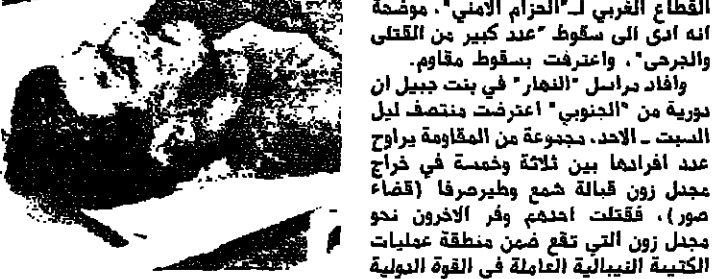 القطاع الغربي لـ"الحزام الامني"، موضحة
انه ادى الى سقوط "عدد كبير من القتلى
والجرحى"، واعترفت بسقوط مقاوم.
وأفاد مراسل "النهار" في بنت جبيل ان
دورية من "الجنوبي" اعترضت منتصف ليل
السبت ـ الاحد، مجموعة من المقاومة يراوح
عدد افرادها بين ثلاثة وخمسة في خراج
مجدل زون قبالة شمع وطيرحرفا (قضاء
صور)، فقتلت احدهم وفر الاخرون نحو
مجدل زون التي تقع ضمن منطقة عمليات
الكتيبة النيبالية العاملة في القوة الدولية